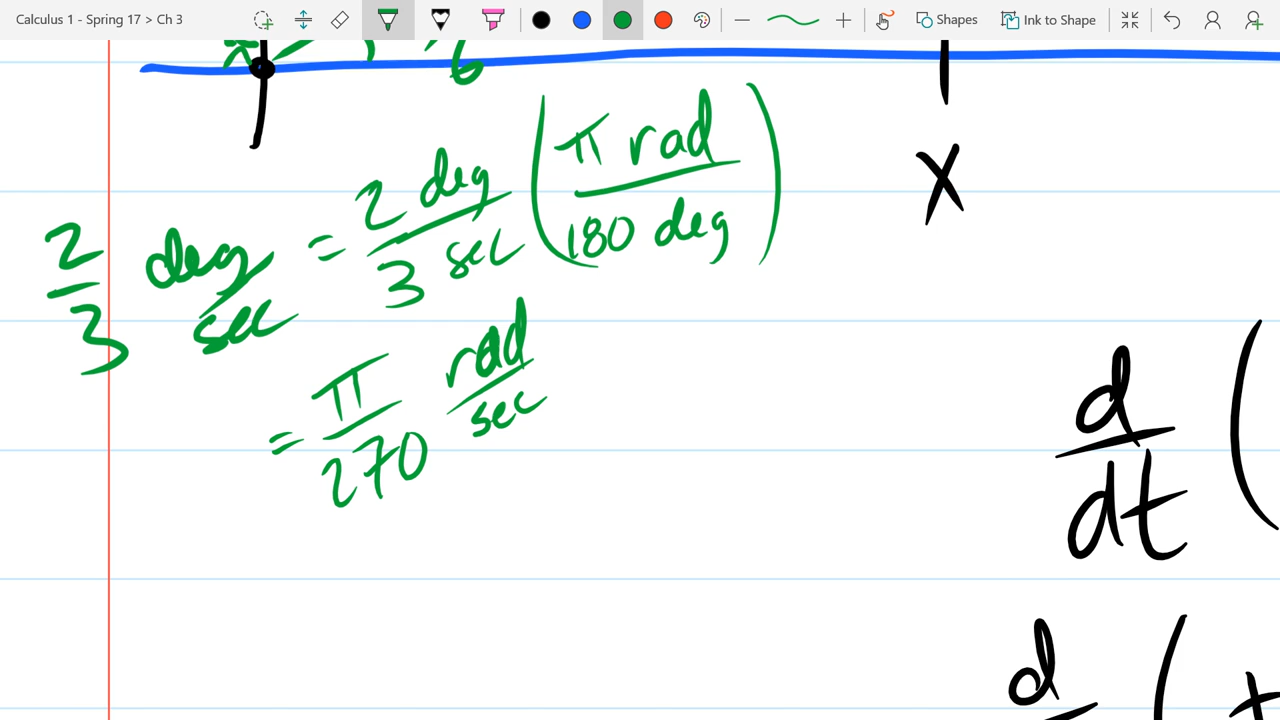 Calculus 1 - Spring 17 > Ch 3
Shapes
Ink to Shape
6
2/3 deg/sec = 2 deg/3 sec (π rad/180 deg)
x
= π/270 rad/sec
d/dt (
d